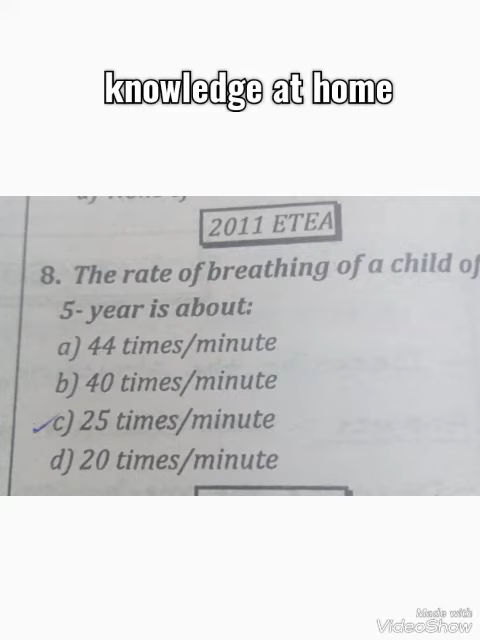 knowledge at home
2011 ETEA
8. The rate of breathing of a child of
5- year is about:
a) 44 times/minute
b) 40 times/minute
c) 25 times/minute
d) 20 times/minute
Made with
VideoShow